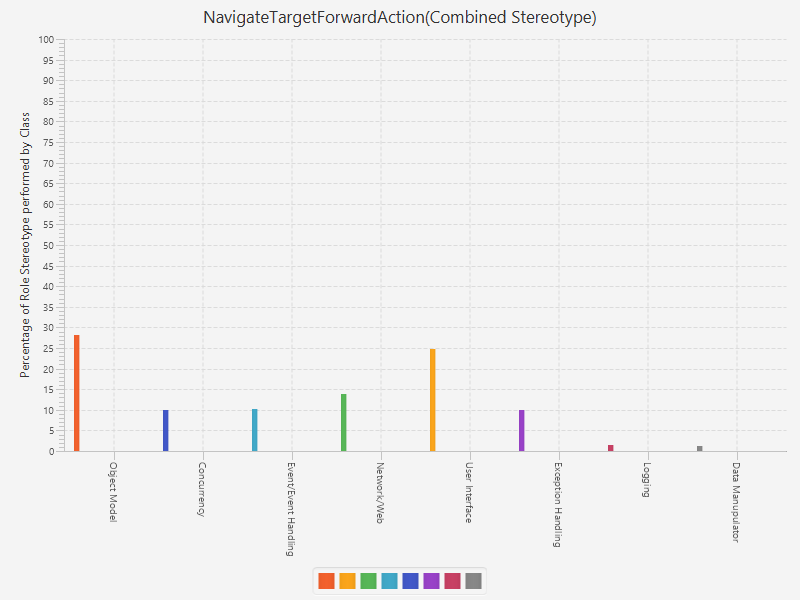 NavigateTargetForwardAction(Combined Stereotype)
Percentage of Role Stereotype performed by Class
100
95
90
85
80
75
70
65
60
55
50
45
40
35
30
25
20
15
10
5
0
Object Model
Concurrency
Event/Event Handling
Network/Web
User Interface
Exception Handling
Logging
Data Manupulator